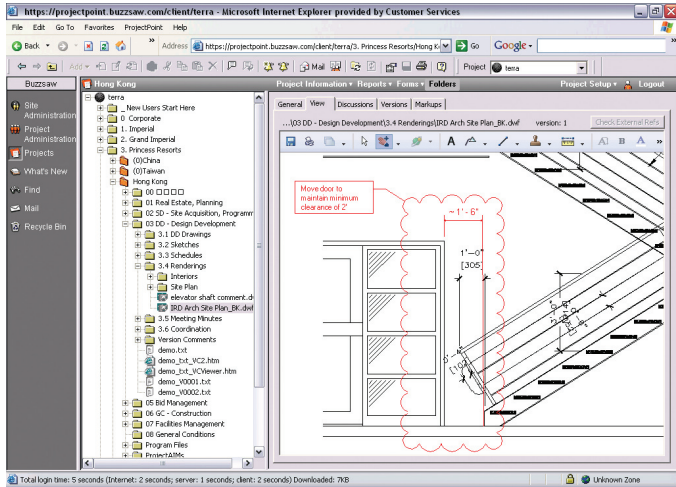 https://projectpoint.buzzsaw.com/client/terra - Microsoft Internet Explorer provided by Customer Services
File Edit Go To Favorites ProjectPoint Help
Back Address https://projectpoint.buzzsaw.com/client/terra/3. Princess Resorts/Hong Ko Go Google
Add Mail Project terra
Buzzsaw Hong Kong Project Information Reports Forms Folders Project Setup Logout
Site Administration
Project Administration
Projects
What's New
Find
Mail
Recycle Bin
terra
_New Users Start Here
0 Corporate
1. Imperial
2. Grand Imperial
3. Princess Resorts
(0)China
(0)Taiwan
Hong Kong
00 □□□□
01 Real Estate, Planning
02 SD - Site Acquisition, Programm
03 DD - Design Development
3.1 DD Drawings
3.2 Sketches
3.3 Schedules
3.4 Renderings
Interiors
Site Plan
elevator shaft comment.dw
IRD Arch Site Plan_BK.dwf
3.5 Meeting Minutes
3.6 Coordination
Version Comments
demo.txt
demo_txt_VC2.htm
demo_txt_VCViewer.htm
demo_V0001.txt
demo_V0002.txt
05 Bid Management
06 GC - Construction
07 Facilities Management
08 General Conditions
Program Files
ProjectAIMs
General View Discussions Versions Markups
...\03 DD - Design Development\3.4 Renderings\IRD Arch Site Plan_BK.dwf version: 1 Check External Refs
A A B A
Move door to
maintain minimum
clearance of 2'
~1'-6"
1'-0"
[305]
Total login time: 5 seconds (Internet: 2 seconds; server: 1 seconds; client: 2 seconds) Downloaded: 7KB Unknown Zone